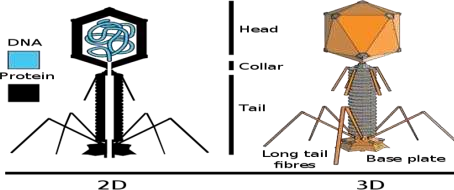 DNA
Protein
Head
Collar
Tail
Long tail
fibres
Base plate
2D
3D